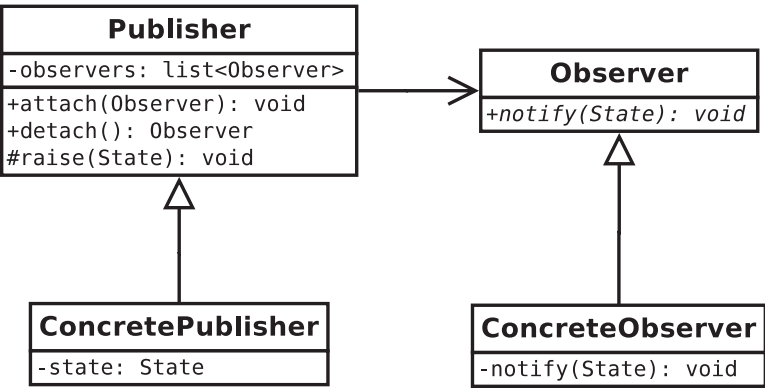 Publisher
-observers: list<Observer>
+attach(Observer): void
+detach(): Observer
#raise(State): void
Observer
+notify(State): void
ConcretePublisher
-state: State
ConcreteObserver
-notify(State): void